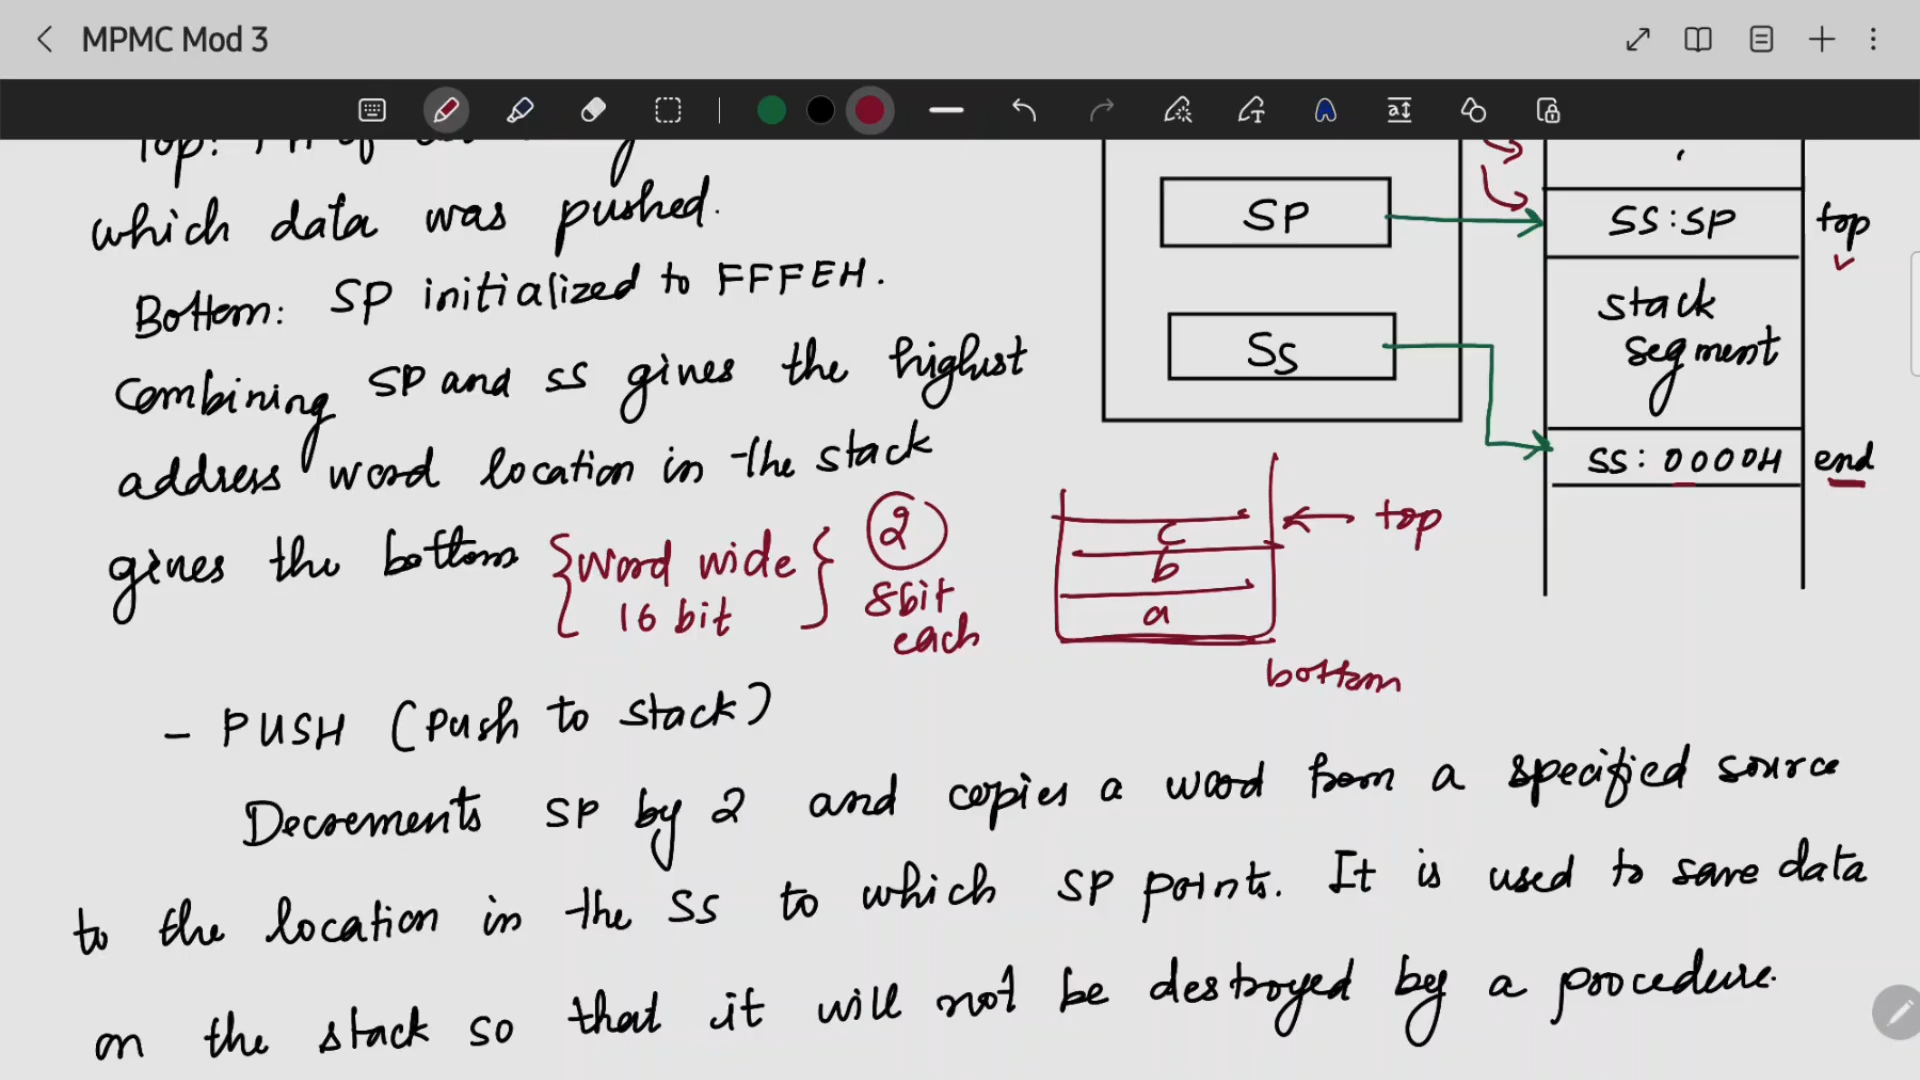 MPMC Mod 3
Top:
which data was pushed.
Bottom: SP initialized to FFFEH.
Combining SP and SS gives the highest
address word location in the stack
gives the bottom {Word wide} 2
16 bit 8bit
each
SP
SS
SS:SP top
stack
segment
SS:0000H end
c ← top
b
a
bottom
- PUSH (Push to stack)
Decrements SP by 2 and copies a word from a specified source
to the location in the SS to which SP points. It is used to save data
on the stack so that it will not be destroyed by a procedure.